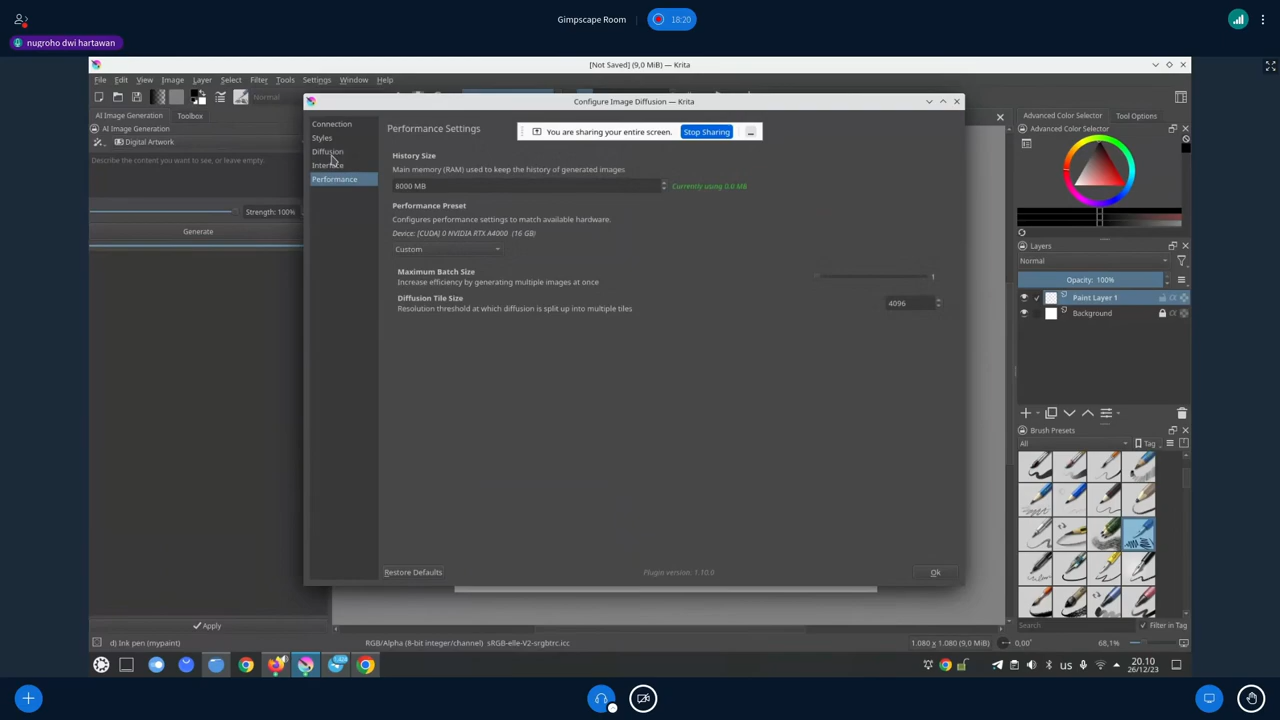 Gimpscape Room
18:20
nugroho dwi hartawan
[Not Saved] (9,0 MiB) — Krita
File Edit View Image Layer Select Filter Tools Settings Window Help
Normal
AI Image Generation
Toolbox
AI Image Generation
Digital Artwork
Describe the content you want to see, or leave empty.
Strength: 100%
Generate
Apply
Configure Image Diffusion — Krita
Connection
Styles
Diffusion
Interface
Performance
Performance Settings
You are sharing your entire screen.
Stop Sharing
History Size
Main memory (RAM) used to keep the history of generated images
8000 MB
Currently using 0.0 MB
Performance Preset
Configures performance settings to match available hardware.
Device: [CUDA] 0 NVIDIA RTX A4000 (16 GB)
Custom
Maximum Batch Size
1
Increase efficiency by generating multiple images at once
Diffusion Tile Size
4096
Resolution threshold at which diffusion is split up into multiple tiles
Restore Defaults
Plugin version: 1.10.0
Ok
Advanced Color Selector
Tool Options
Advanced Color Selector
Layers
Normal
Opacity: 100%
Paint Layer 1
Background
Brush Presets
All
Tag
Search
Filter in Tag
d) Ink pen (mypaint)
RGB/Alpha (8-bit integer/channel) sRGB-elle-V2-srgbtrc.icc
1.080 x 1.080 (9,0 MiB)
0,00°
68,1%
us
20.10
26/12/23